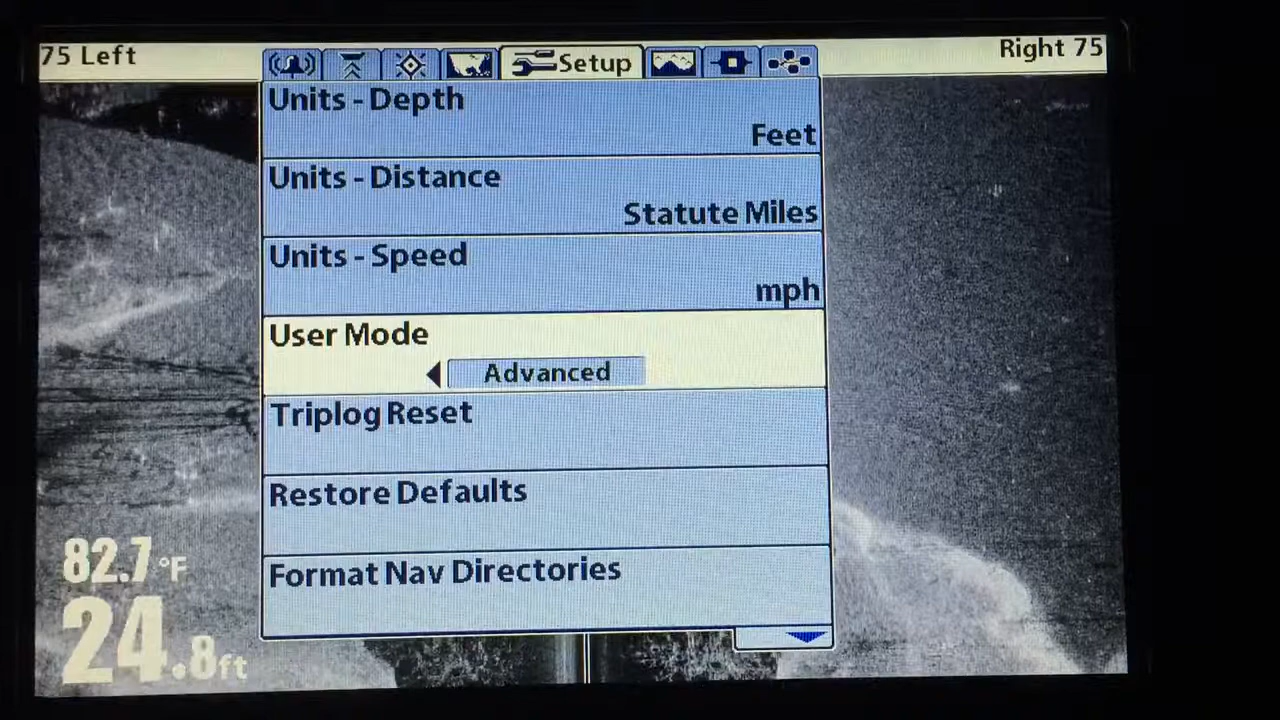 75 Left
Setup
Right 75
Units - Depth
Feet
Units - Distance
Statute Miles
Units - Speed
mph
User Mode
Advanced
Triplog Reset
Restore Defaults
Format Nav Directories
82.7 °F
24.8ft